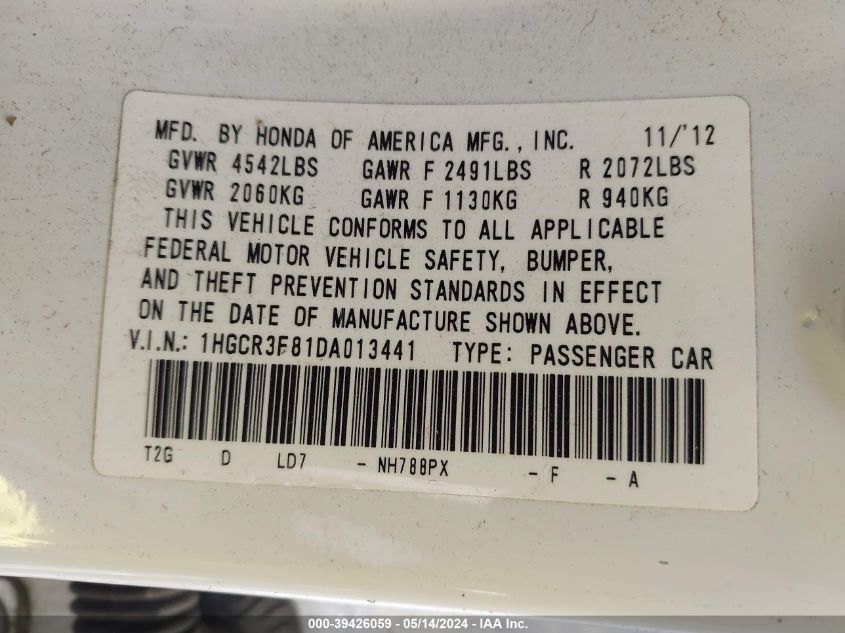 MFD. BY HONDA OF AMERICA MFG., INC. 11/'12
GVWR 4542LBS GAWR F 2491LBS R 2072LBS
GVWR 2060KG GAWR F 1130KG R 940KG
THIS VEHICLE CONFORMS TO ALL APPLICABLE
FEDERAL MOTOR VEHICLE SAFETY, BUMPER,
AND THEFT PREVENTION STANDARDS IN EFFECT
ON THE DATE OF MANUFACTURE SHOWN ABOVE.
V.I.N.: 1HGCR3F81DA013441 TYPE: PASSENGER CAR
T2G D LD7 - NH788PX - F - A
000-39426059 - 05/14/2024 - IAA Inc.